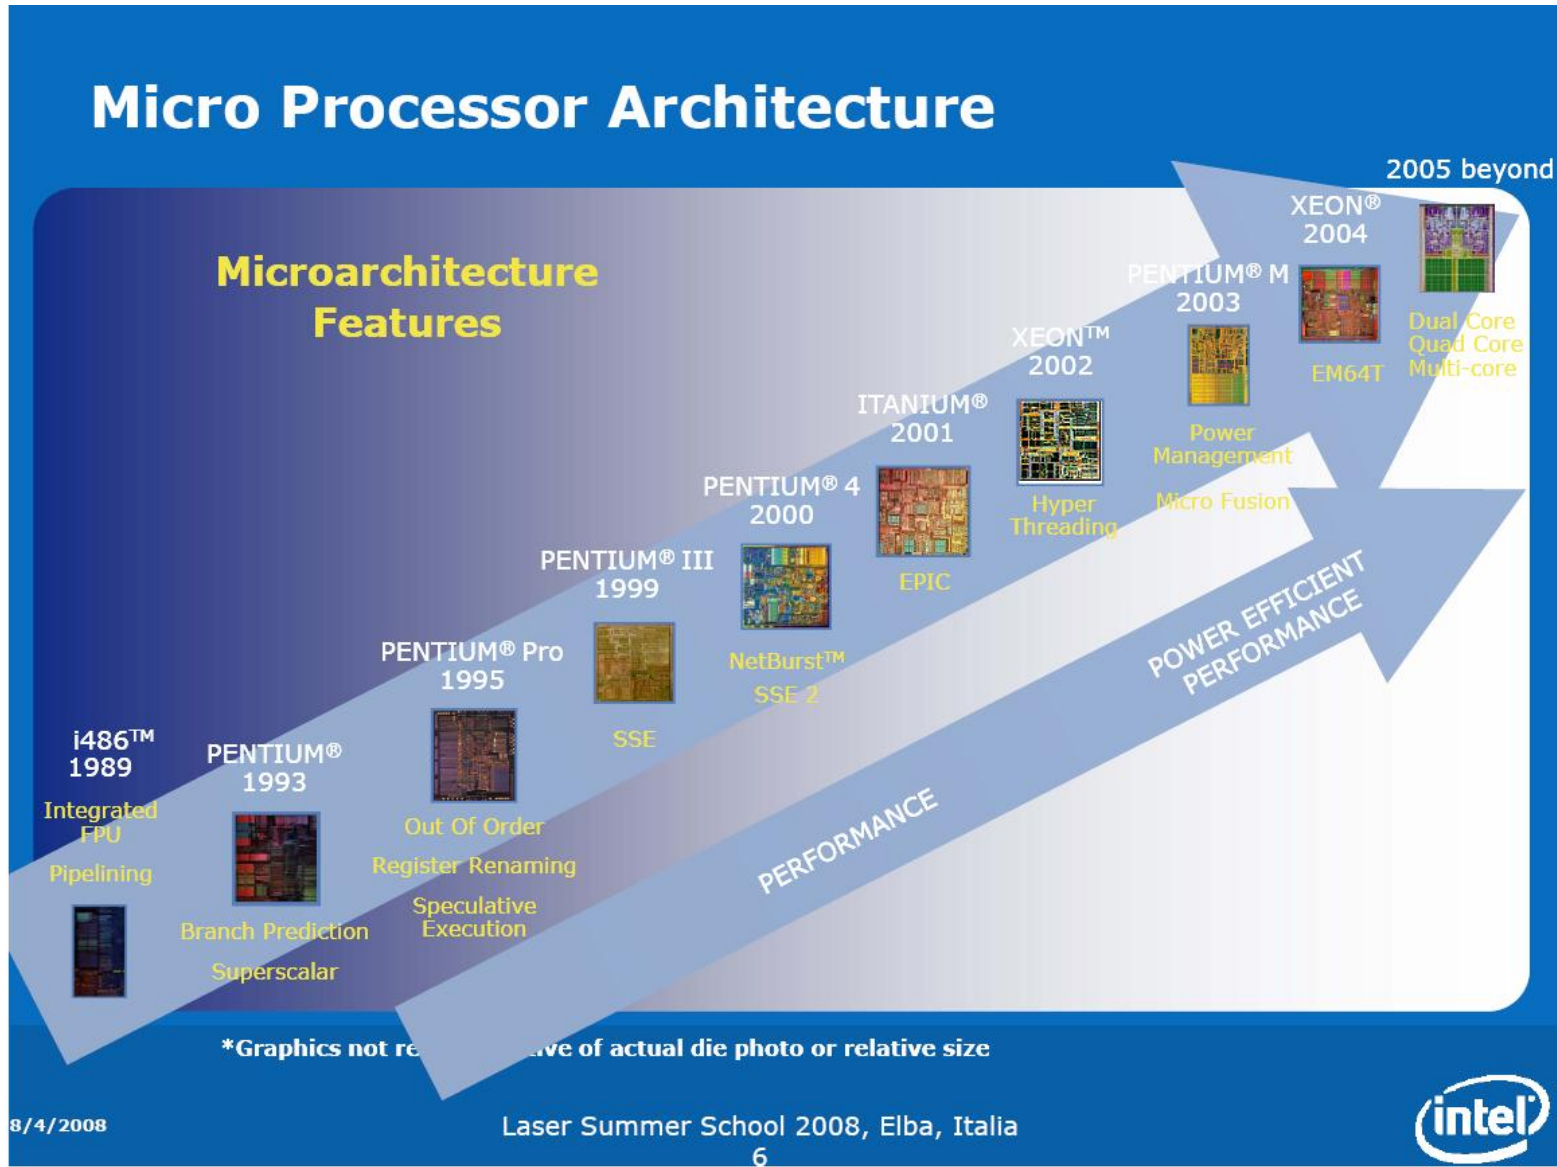 Micro Processor Architecture
2005 beyond
Microarchitecture
Features
XEON®
2004
Dual Core
Quad Core
Multi-core
EM64T
PENTIUM® M
2003
Power
Management
Micro Fusion
XEON™
2002
Hyper
Threading
ITANIUM®
2001
EPIC
PENTIUM® 4
2000
NetBurst™
SSE 2
PENTIUM® III
1999
SSE
PENTIUM® Pro
1995
Out Of Order
Register Renaming
Speculative
Execution
PENTIUM®
1993
Branch Prediction
Superscalar
i486™
1989
Integrated
FPU
Pipelining
POWER EFFICIENT
PERFORMANCE
PERFORMANCE
*Graphics not re ive of actual die photo or relative size
8/4/2008
Laser Summer School 2008, Elba, Italia
6
intel